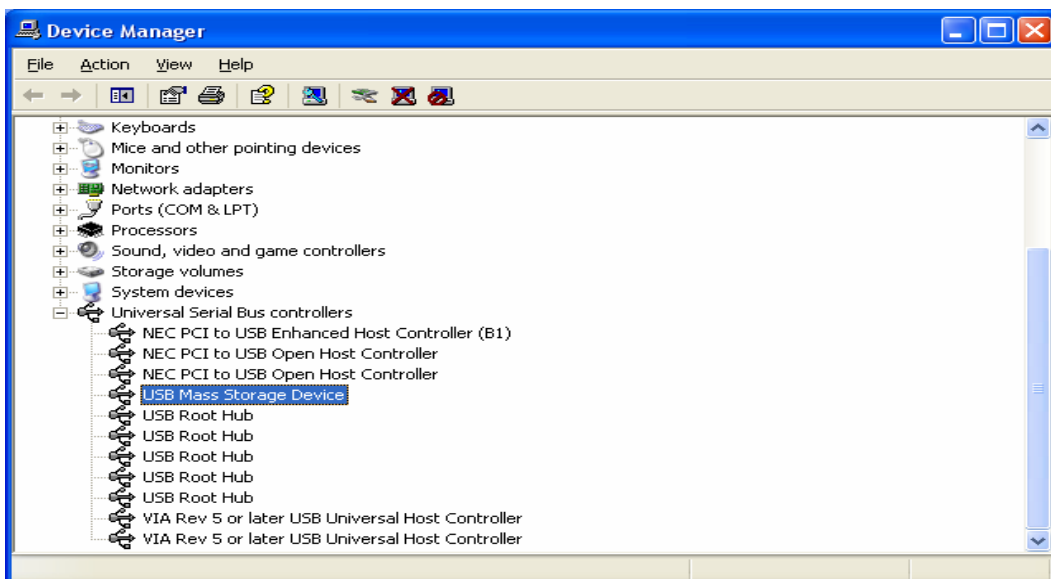 Device Manager
File Action View Help
Keyboards
Mice and other pointing devices
Monitors
Network adapters
Ports (COM & LPT)
Processors
Sound, video and game controllers
Storage volumes
System devices
Universal Serial Bus controllers
NEC PCI to USB Enhanced Host Controller (B1)
NEC PCI to USB Open Host Controller
NEC PCI to USB Open Host Controller
USB Mass Storage Device
USB Root Hub
USB Root Hub
USB Root Hub
USB Root Hub
USB Root Hub
VIA Rev 5 or later USB Universal Host Controller
VIA Rev 5 or later USB Universal Host Controller